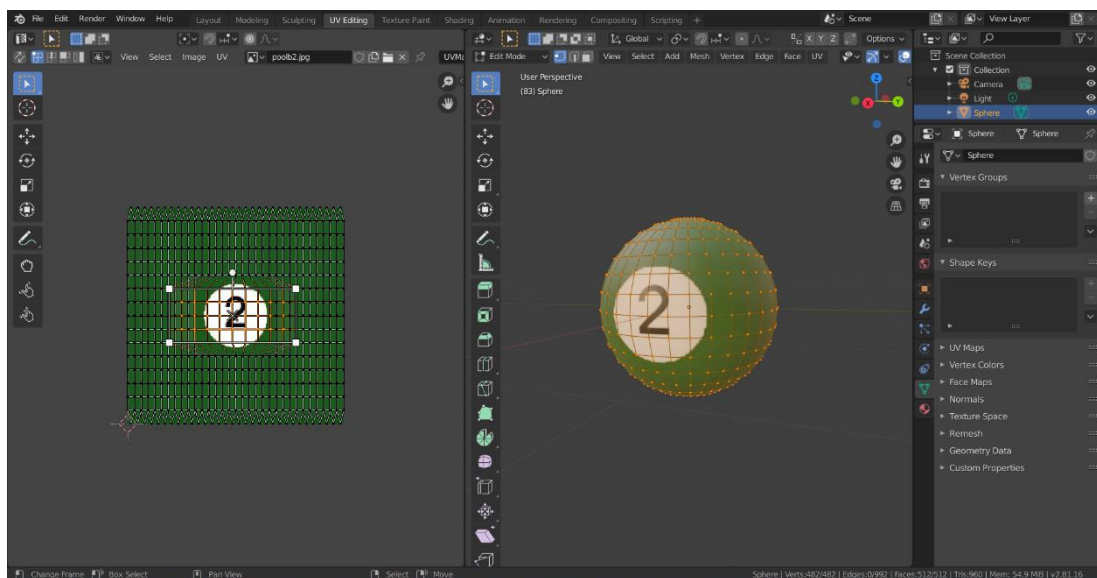 File Edit Render Window Help Layout Modeling Sculpting UV Editing Texture Paint Shading Animation Rendering Compositing Scripting + Scene View Layer
Global X Y Z Options
View Select Image UV poolb2.jpg UVMa
Edit Mode View Select Add Mesh Vertex Edge Face UV
User Perspective
(83) Sphere
Z
X
Y
2
2
Scene Collection
Collection
Camera
Light
Sphere
Sphere Sphere
Sphere
Vertex Groups
Shape Keys
UV Maps
Vertex Colors
Face Maps
Normals
Texture Space
Remesh
Geometry Data
Custom Properties
Change Frame Box Select Pan View Select Move Sphere | Verts:482/482 | Edges:0/992 | Faces:512/512 | Tris:960 | Mem: 54.9 MiB | v2.81.16